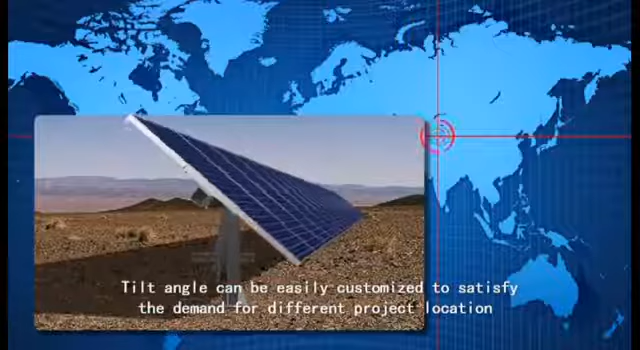 Tilt angle can be easily customized to satisfy
the demand for different project location